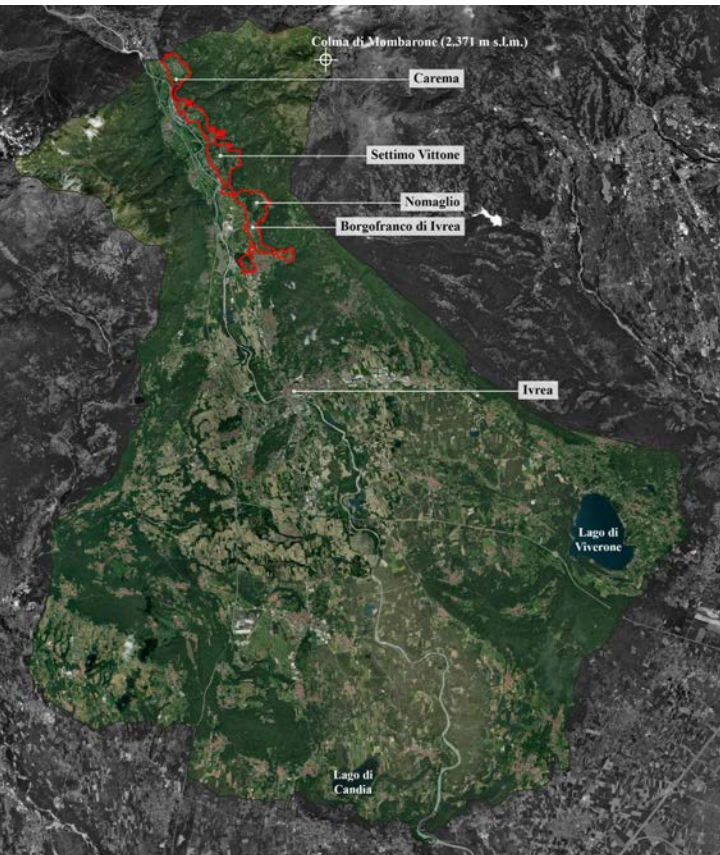 Colma di Mombarone (2.371 m s.l.m.)
Carema
Settimo Vittone
Nomaglio
Borgofranco di Ivrea
Ivrea
Lago di
Viverone
Lago di
Candia